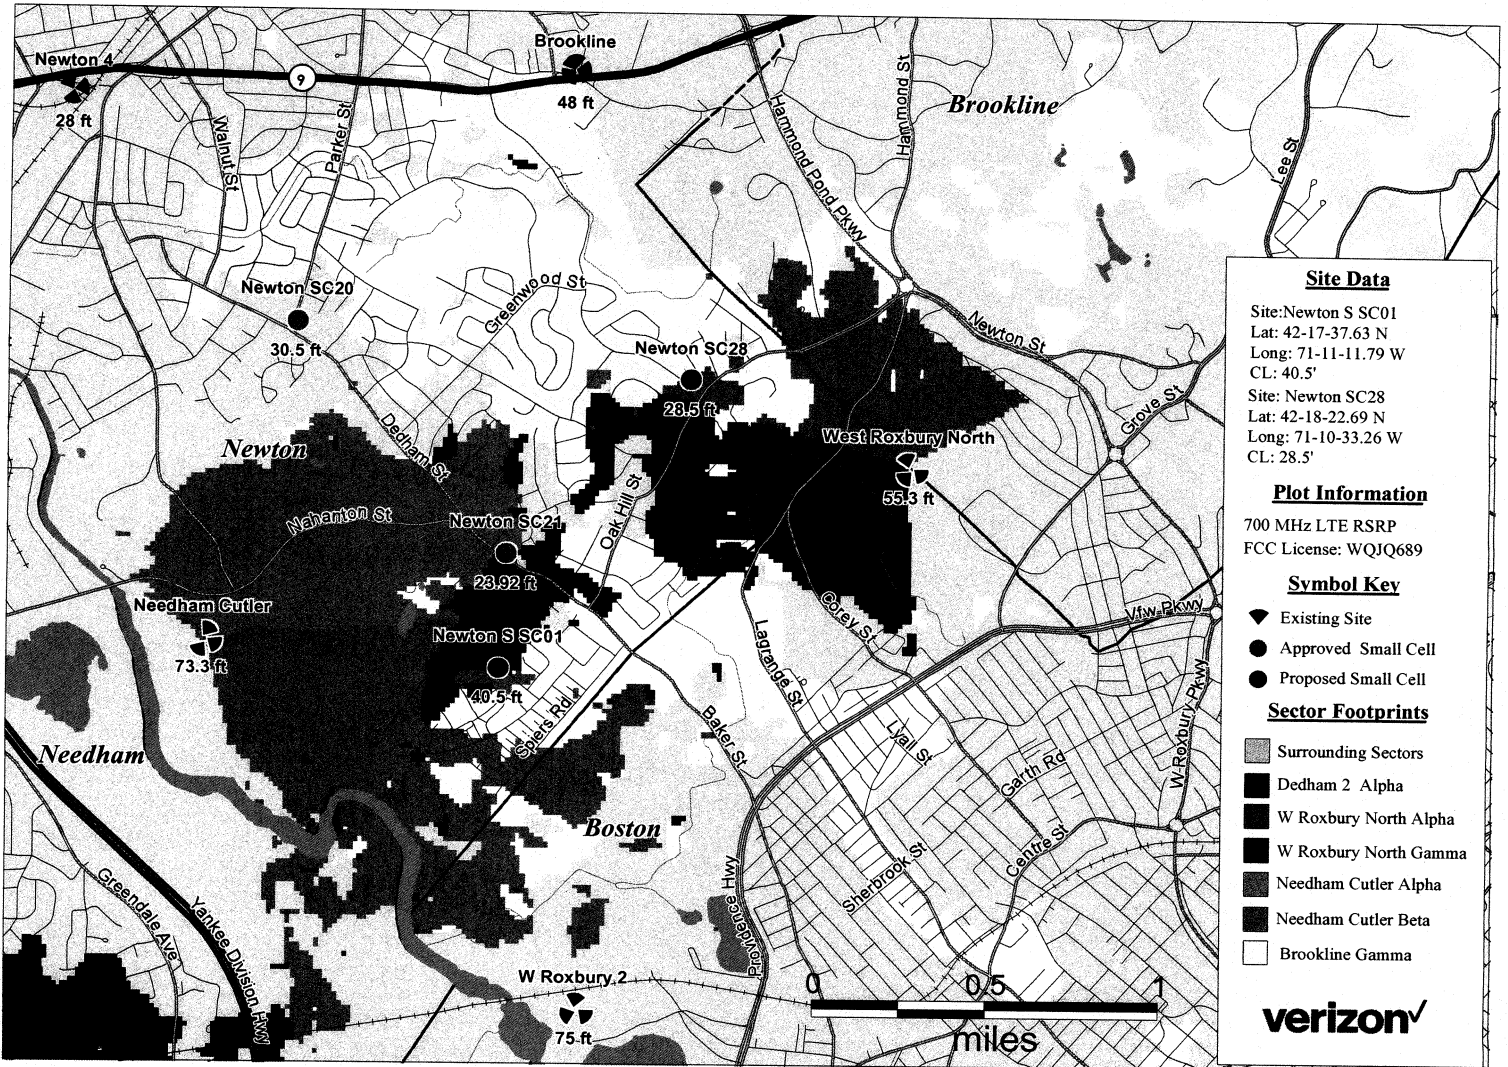 Newton 4
28 ft
9
Brookline
48 ft
Walnut St
Parker St
Hammond Pond Pkwy
Hammond St
Brookline
Lee St
Newton SC20
30.5 ft
Greenwood St
Newton SC28
28.5 ft
Newton St
Grove St
Newton
Dedham St
West Roxbury North
55.3 ft
Nahanton St
Newton SC21
23.92 ft
Oak Hill St
Needham Cutler
73.3 ft
Newton S SC01
40.5 ft
Spiers Rd
Corey St
Vfw Pkwy
Lagrange St
Baker St
Lyall St
Garth Rd
W Roxbury Pkwy
Needham
Boston
Centre St
Sherbrook St
Providence Hwy
Greendale Ave
Yankee Division Hwy
W Roxbury 2
75 ft
0 0.5 1
miles
Site Data
Site:Newton S SC01
Lat: 42-17-37.63 N
Long: 71-11-11.79 W
CL: 40.5'
Site: Newton SC28
Lat: 42-18-22.69 N
Long: 71-10-33.26 W
CL: 28.5'
Plot Information
700 MHz LTE RSRP
FCC License: WQJQ689
Symbol Key
Existing Site
Approved Small Cell
Proposed Small Cell
Sector Footprints
Surrounding Sectors
Dedham 2 Alpha
W Roxbury North Alpha
W Roxbury North Gamma
Needham Cutler Alpha
Needham Cutler Beta
Brookline Gamma
verizon✓